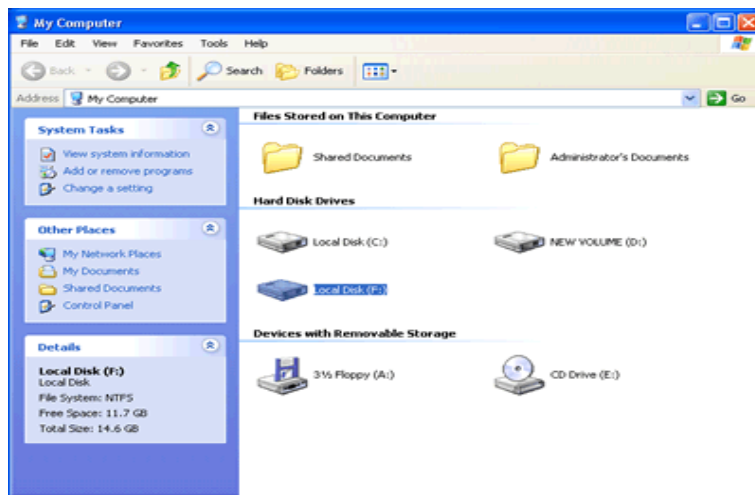 My Computer
File Edit View Favorites Tools Help
Back Search Folders
Address My Computer Go
System Tasks
View system information
Add or remove programs
Change a setting
Other Places
My Network Places
My Documents
Shared Documents
Control Panel
Details
Local Disk (F:)
Local Disk
File System: NTFS
Free Space: 11.7 GB
Total Size: 14.6 GB
Files Stored on This Computer
Shared Documents Administrator's Documents
Hard Disk Drives
Local Disk (C:) NEW VOLUME (D:)
Local Disk (F:)
Devices with Removable Storage
3½ Floppy (A:) CD Drive (E:)